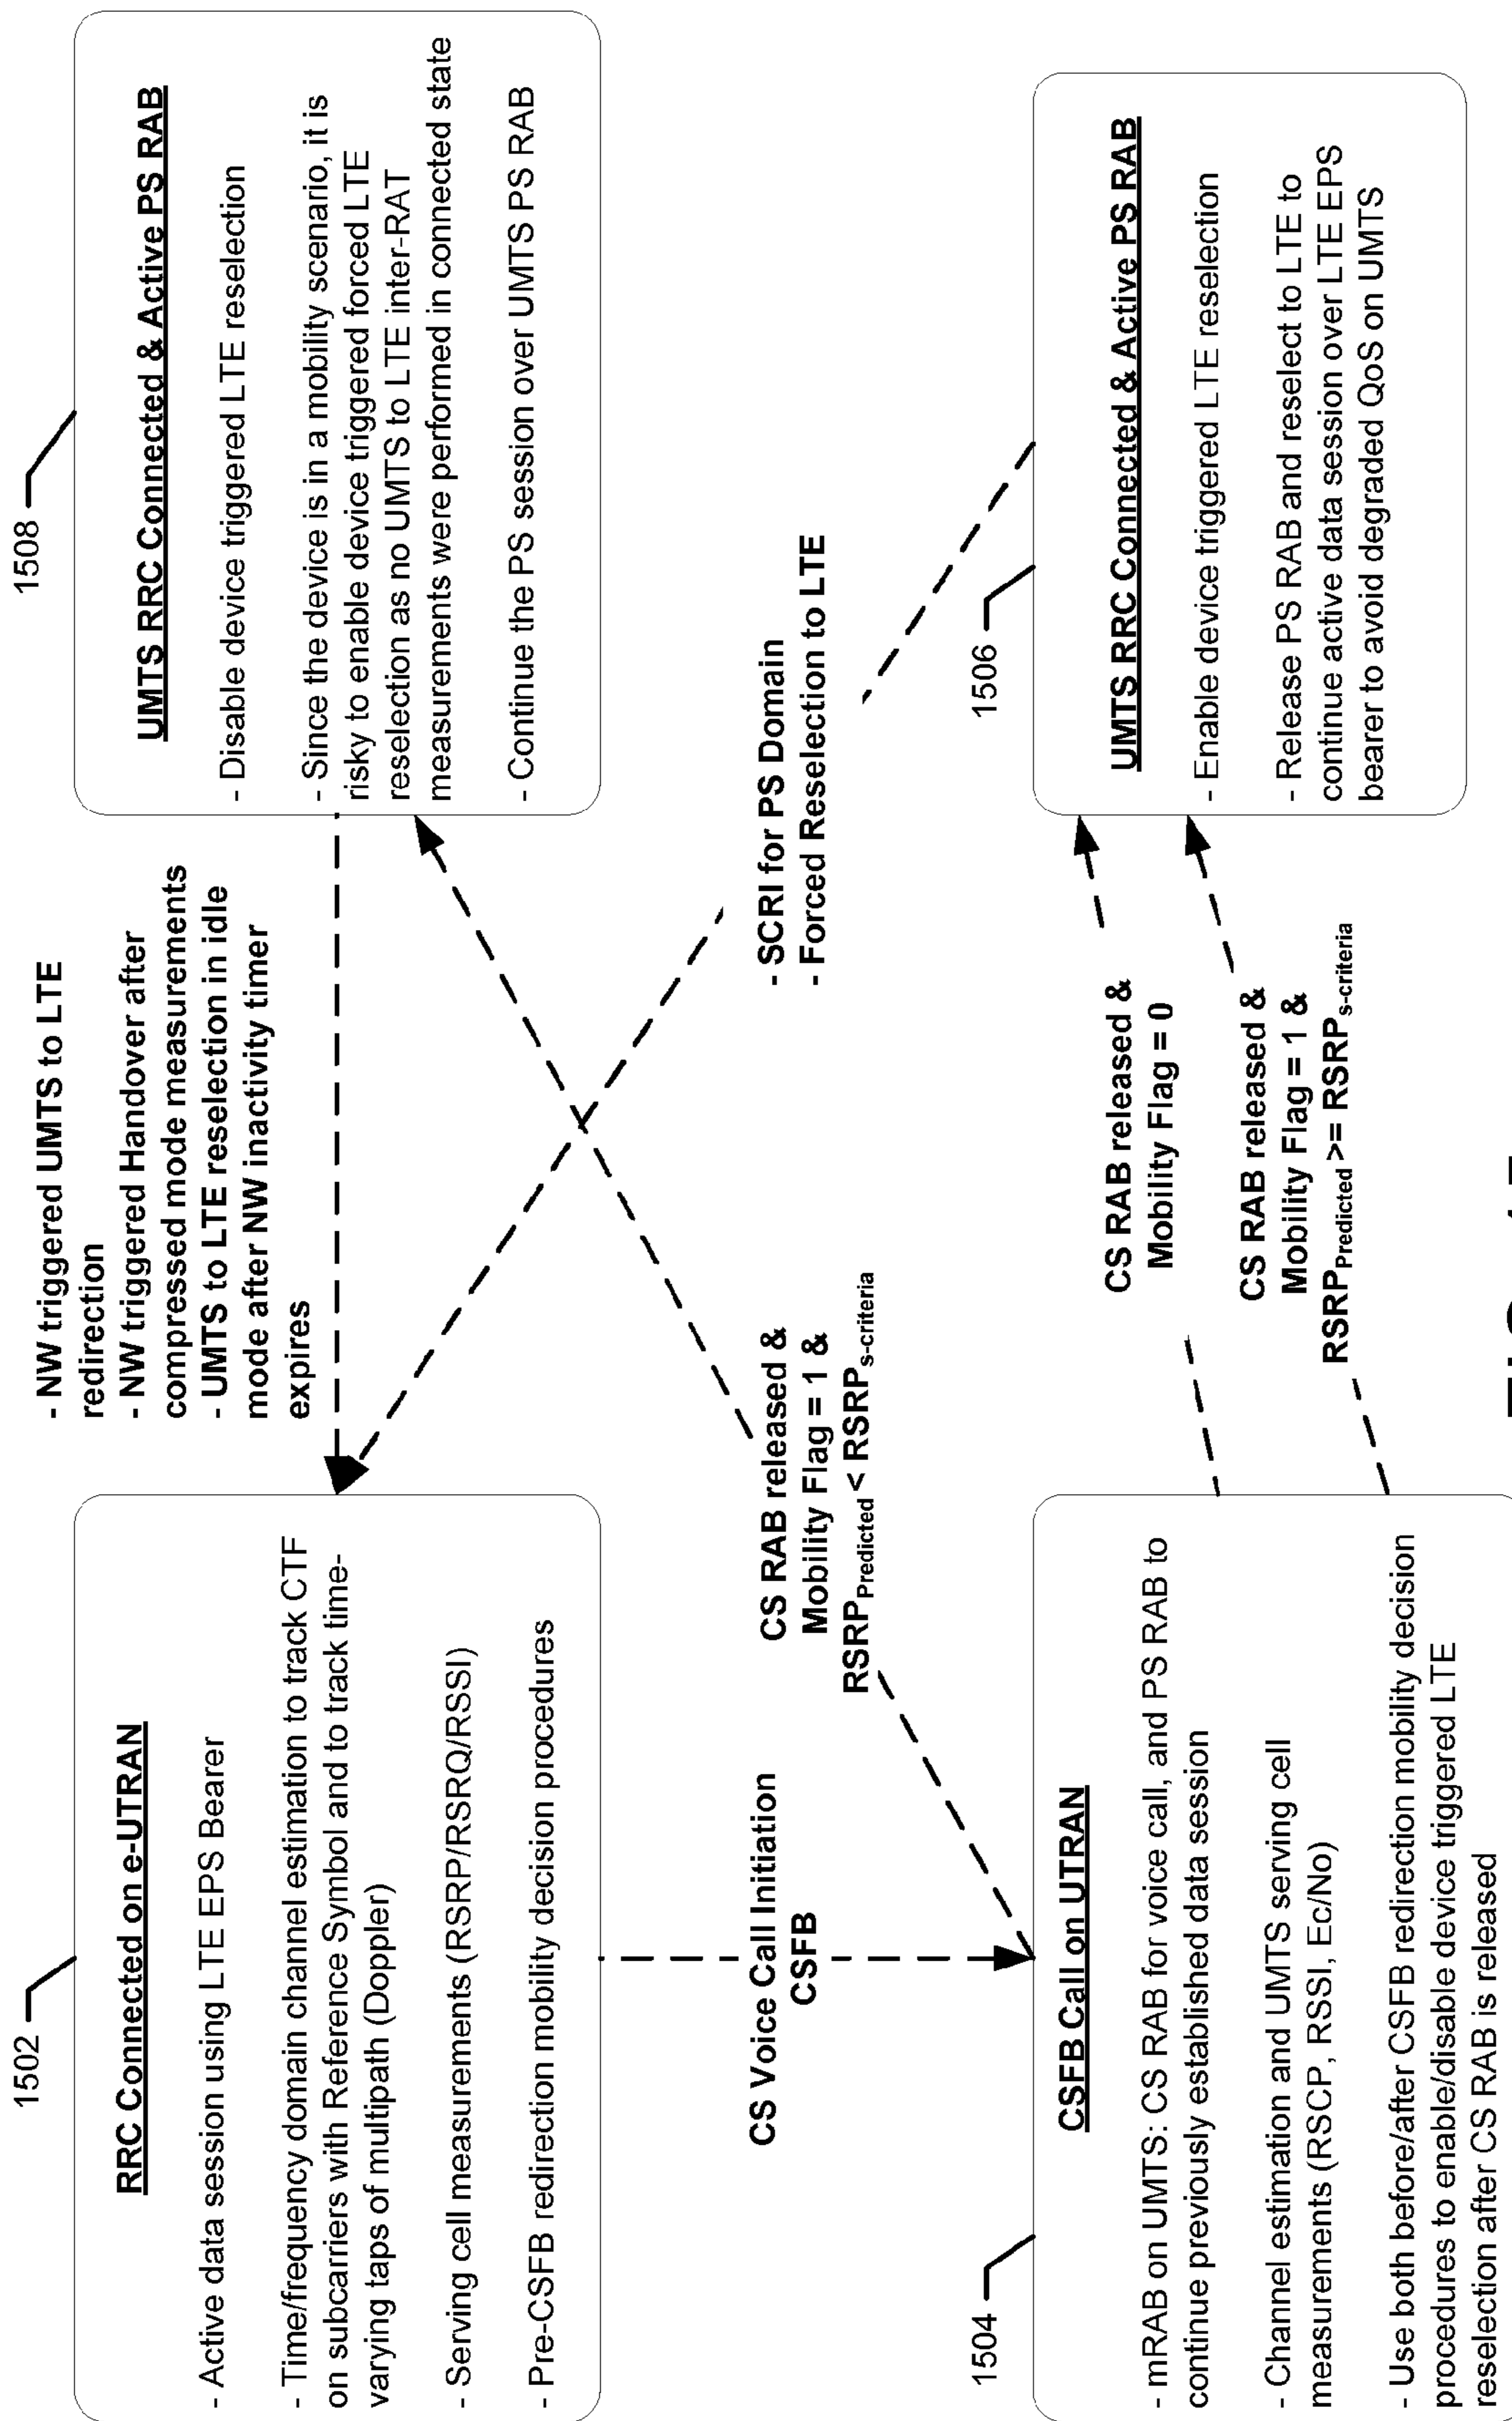 1502
RRC Connected on e-UTRAN
- Active data session using LTE EPS Bearer
- Time/frequency domain channel estimation to track CTF
on subcarriers with Reference Symbol and to track time-
varying taps of multipath (Doppler)
- Serving cell measurements (RSRP/RSRQ/RSSI)
- Pre-CSFB redirection mobility decision procedures
- NW triggered UMTS to LTE
redirection
- NW triggered Handover after
compressed mode measurements
- UMTS to LTE reselection in idle
mode after NW inactivity timer
expires
1508
UMTS RRC Connected & Active PS RAB
- Disable device triggered LTE reselection
- Since the device is in a mobility scenario, it is
risky to enable device triggered forced LTE
reselection as no UMTS to LTE inter-RAT
measurements were performed in connected state
- Continue the PS session over UMTS PS RAB
CS Voice Call Initiation
CSFB
CS RAB released &
Mobility Flag = 1 &
RSRPPredicted < RSRPs-criteria
- SCRI for PS Domain
- Forced Reselection to LTE
1504
CSFB Call on UTRAN
- mRAB on UMTS: CS RAB for voice call, and PS RAB to
continue previously established data session
- Channel estimation and UMTS serving cell
measurements (RSCP, RSSI, Ec/No)
- Use both before/after CSFB redirection mobility decision
procedures to enable/disable device triggered LTE
reselection after CS RAB is released
CS RAB released &
Mobility Flag = 0
CS RAB released &
Mobility Flag = 1 &
RSRPPredicted >= RSRPs-criteria
1506
UMTS RRC Connected & Active PS RAB
- Enable device triggered LTE reselection
- Release PS RAB and reselect to LTE to
continue active data session over LTE EPS
bearer to avoid degraded QoS on UMTS